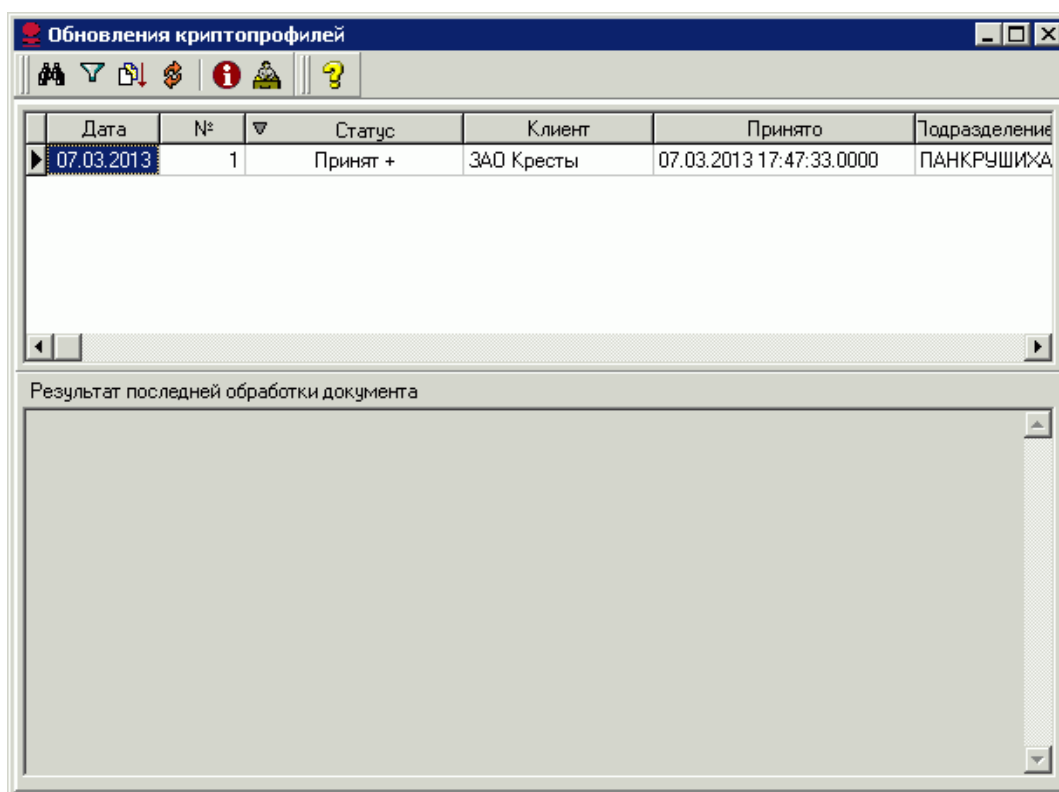 Обновления криптопрофилей
Дата № Статус Клиент Принято Подразделение
07.03.2013 1 Принят + ЗАО Кресты 07.03.2013 17:47:33.0000 ПАНКРУШИХА
Результат последней обработки документа